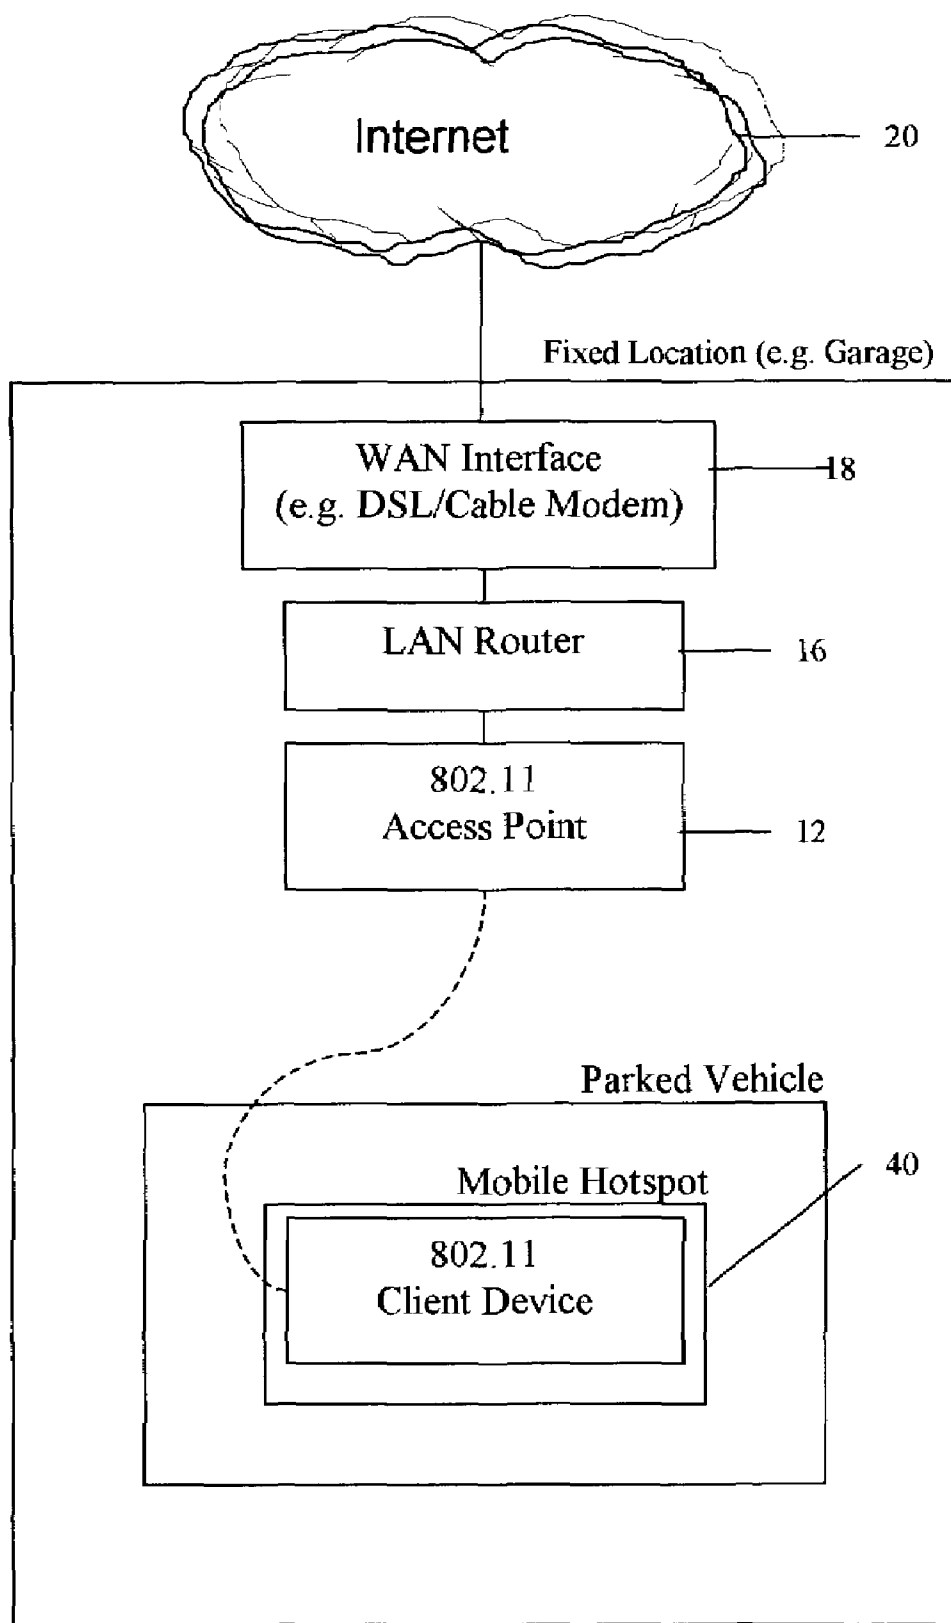 Internet
20
Fixed Location (e.g. Garage)
WAN Interface
(e.g. DSL/Cable Modem)
18
LAN Router
16
802.11
Access Point
12
Parked Vehicle
Mobile Hotspot
40
802.11
Client Device